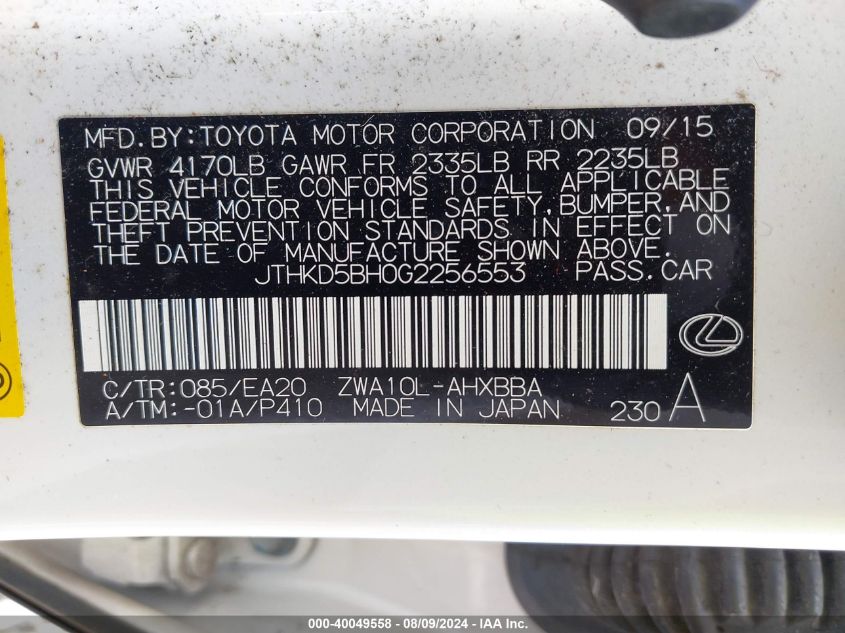 MFD.BY:TOYOTA MOTOR CORPORATION 09/15
GVWR 4170LB GAWR FR 2335LB RR 2235LB
THIS VEHICLE CONFORMS TO ALL APPLICABLE
FEDERAL MOTOR VEHICLE SAFETY,BUMPER,AND
THEFT PREVENTION STANDARDS IN EFFECT ON
THE DATE OF MANUFACTURE SHOWN ABOVE.
JTHKD5BH0G2256553 PASS.CAR
C/TR:085/EA20 ZWA10L-AHXBBA
A/TM:-01A/P410 MADE IN JAPAN 230 A
000-40049558 - 08/09/2024 - IAA Inc.